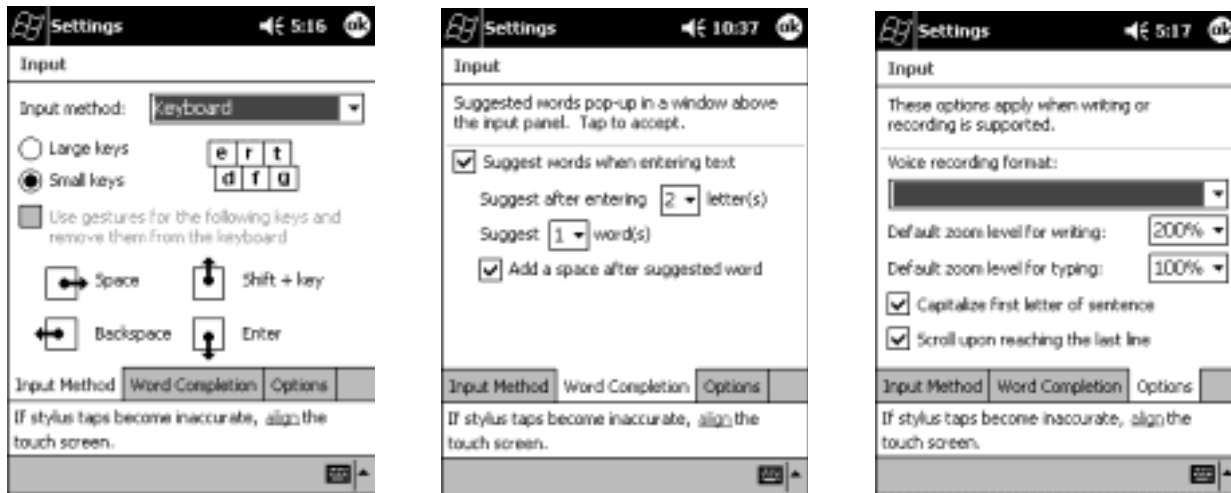 Settings 5:16 ok
Input
Input method: Keyboard
Large keys
Small keys
e r t
d f g
Use gestures for the following keys and
remove them from the keyboard
Space Shift + key
Backspace Enter
Input Method Word Completion Options
If stylus taps become inaccurate, align the
touch screen.
Settings 10:37 ok
Input
Suggested words pop-up in a window above
the input panel. Tap to accept.
Suggest words when entering text
Suggest after entering 2 letter(s)
Suggest 1 word(s)
Add a space after suggested word
Input Method Word Completion Options
If stylus taps become inaccurate, align the
touch screen.
Settings 5:17 ok
Input
These options apply when writing or
recording is supported.
Voice recording format:
Default zoom level for writing: 200%
Default zoom level for typing: 100%
Capitalize first letter of sentence
Scroll upon reaching the last line
Input Method Word Completion Options
If stylus taps become inaccurate, align the
touch screen.